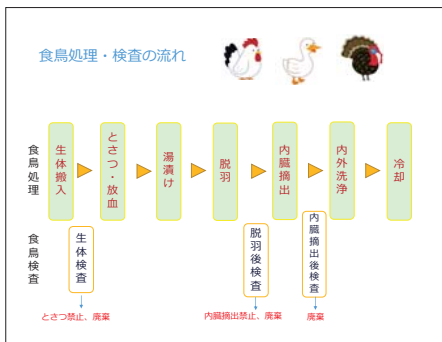 食鳥処理・検査の流れ
食鳥処理
生体搬入
とさつ・放血
湯漬け
脱羽
内臓摘出
内外洗浄
冷却
食鳥検査
生体検査
脱羽後検査
内臓摘出後検査
とさつ禁止、廃棄
内臓摘出禁止、廃棄
廃棄